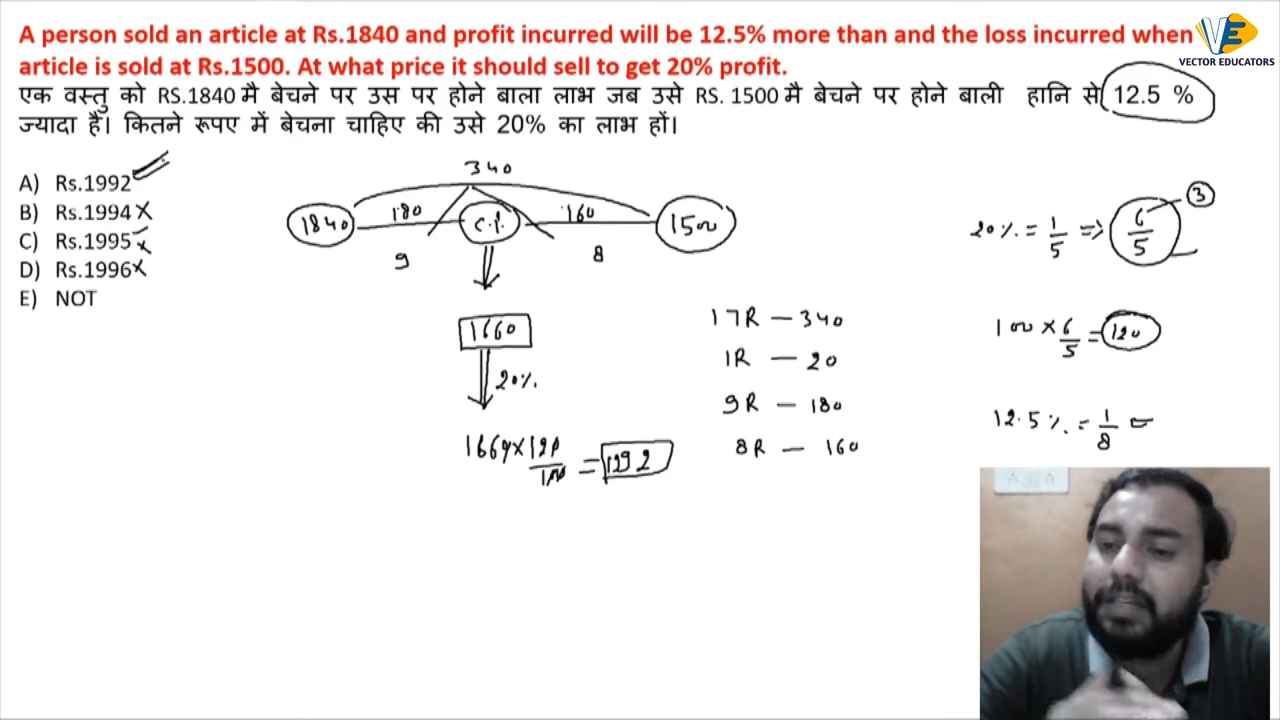 A person sold an article at Rs.1840 and profit incurred will be 12.5% more than and the loss incurred when
article is sold at Rs.1500. At what price it should sell to get 20% profit.
एक वस्तु को RS.1840 मै बेचने पर उस पर होने बाला लाभ जब उसे RS. 1500 मै बेचने पर होने बाली हानि से 12.5 %
ज्यादा है। कितने रूपए में बेचना चाहिए की उसे 20% का लाभ हों।
VE
VECTOR EDUCATORS
A) Rs.1992
B) Rs.1994 x
C) Rs.1995 x
D) Rs.1996 x
E) NOT
340
1840 180 C.P. 160 1500
9 8
1660
20%
1660 x 120/100 = 1992
17R — 340
1R — 20
9R — 180
8R — 160
20% = 1/5 => 6/5 3
100 x 6/5 = 120
12.5% = 1/8 =